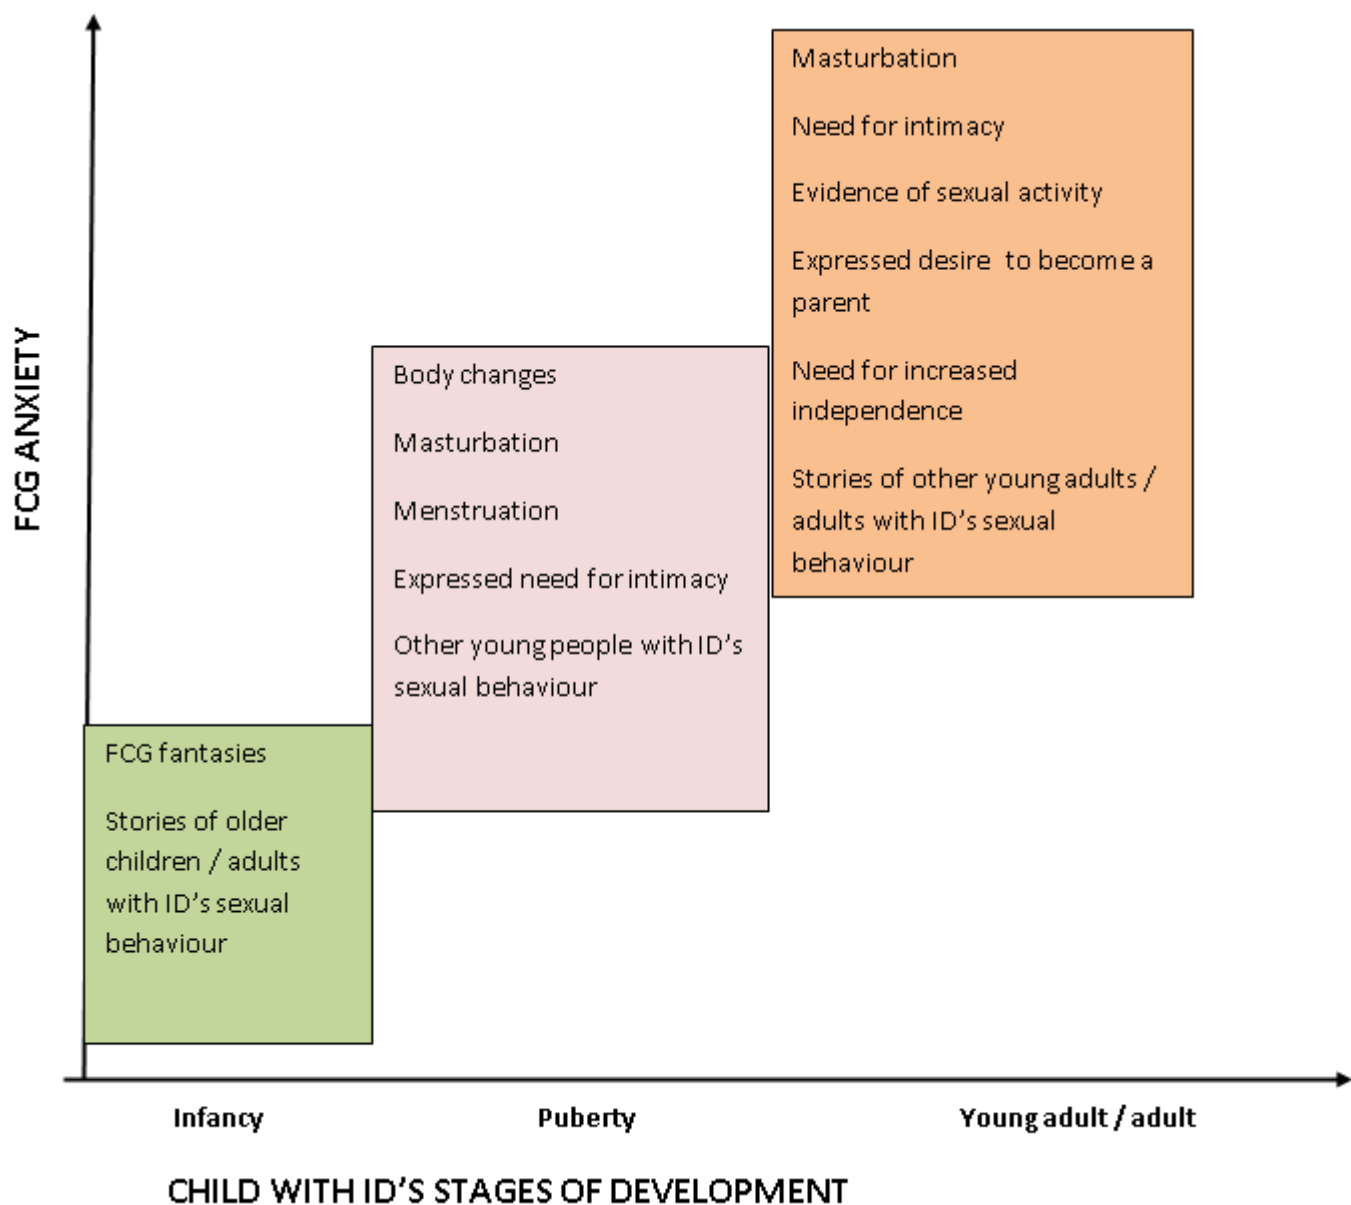 Masturbation
Need for intimacy
Evidence of sexual activity
Expressed desire to become a
parent
Need for increased
independence
Stories of other young adults /
adults with ID's sexual
behaviour
FCG ANXIETY
Body changes
Masturbation
Menstruation
Expressed need for intimacy
Other young people with ID's
sexual behaviour
FCG fantasies
Stories of older
children / adults
with ID's sexual
behaviour
Infancy
Puberty
Young adult / adult
CHILD WITH ID'S STAGES OF DEVELOPMENT